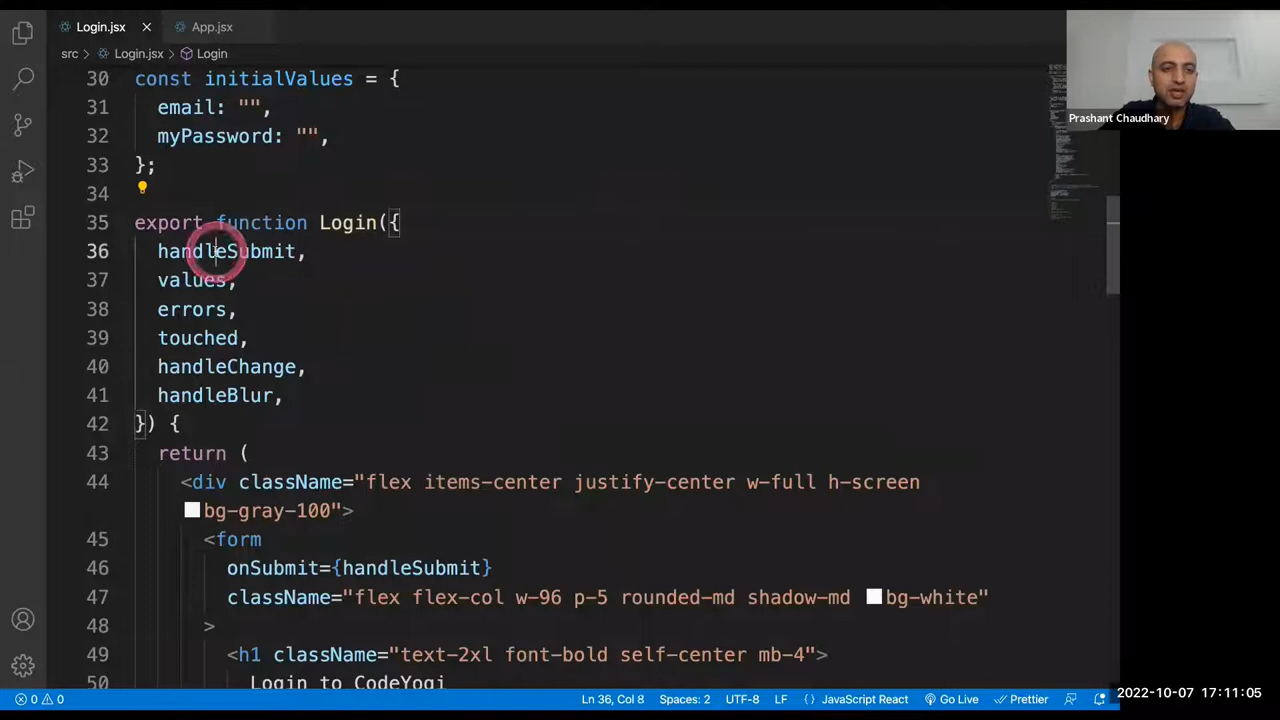 Login.jsx
App.jsx
src > Login.jsx > Login
30 const initialValues = {
31 email: "",
32 myPassword: "",
33 };
34
35 export function Login({
36 handleSubmit,
37 values,
38 errors,
39 touched,
40 handleChange,
41 handleBlur,
42 }) {
43 return (
44 <div className="flex items-center justify-center w-full h-screen
bg-gray-100">
45 <form
46 onSubmit={handleSubmit}
47 className="flex flex-col w-96 p-5 rounded-md shadow-md bg-white"
48 >
49 <h1 className="text-2xl font-bold self-center mb-4">
50 Login to CodeYogi
Prashant Chaudhary
0 0
Ln 36, Col 8 Spaces: 2 UTF-8 LF { } JavaScript React Go Live Prettier
2022-10-07 17:11:05